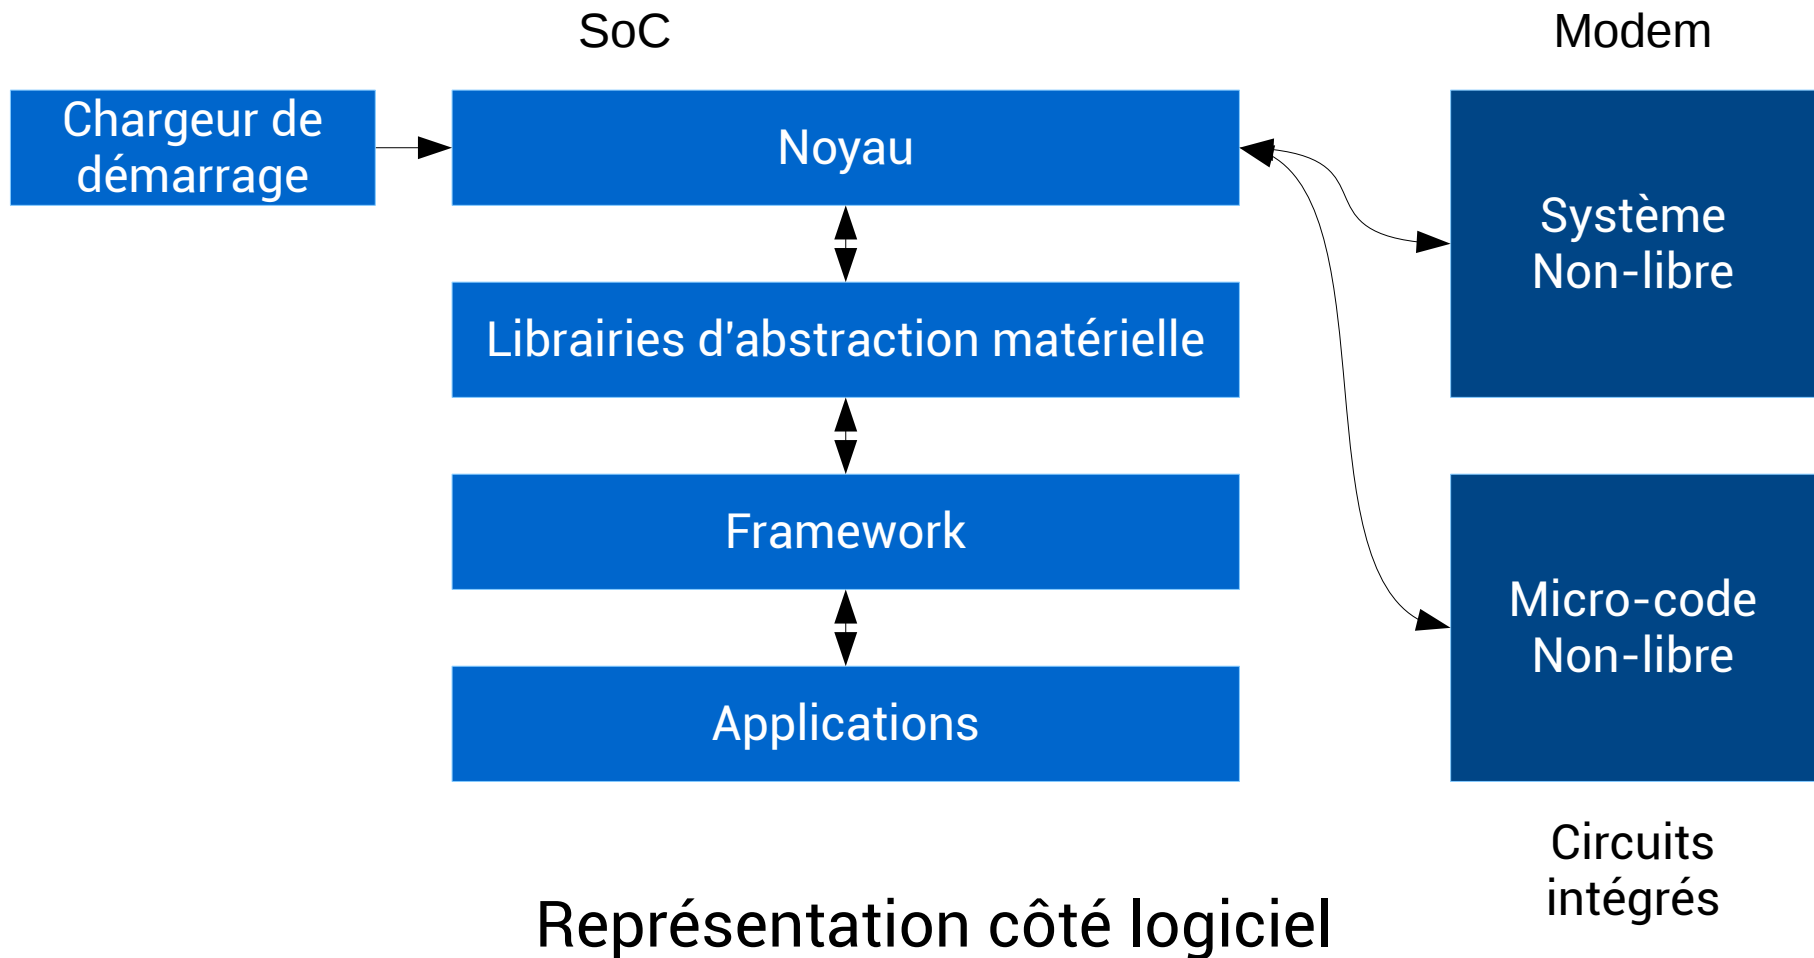 SoC
Modem
Chargeur de
démarrage
Noyau
Système
Non-libre
Librairies d'abstraction matérielle
Framework
Micro-code
Non-libre
Applications
Circuits
intégrés
Représentation côté logiciel